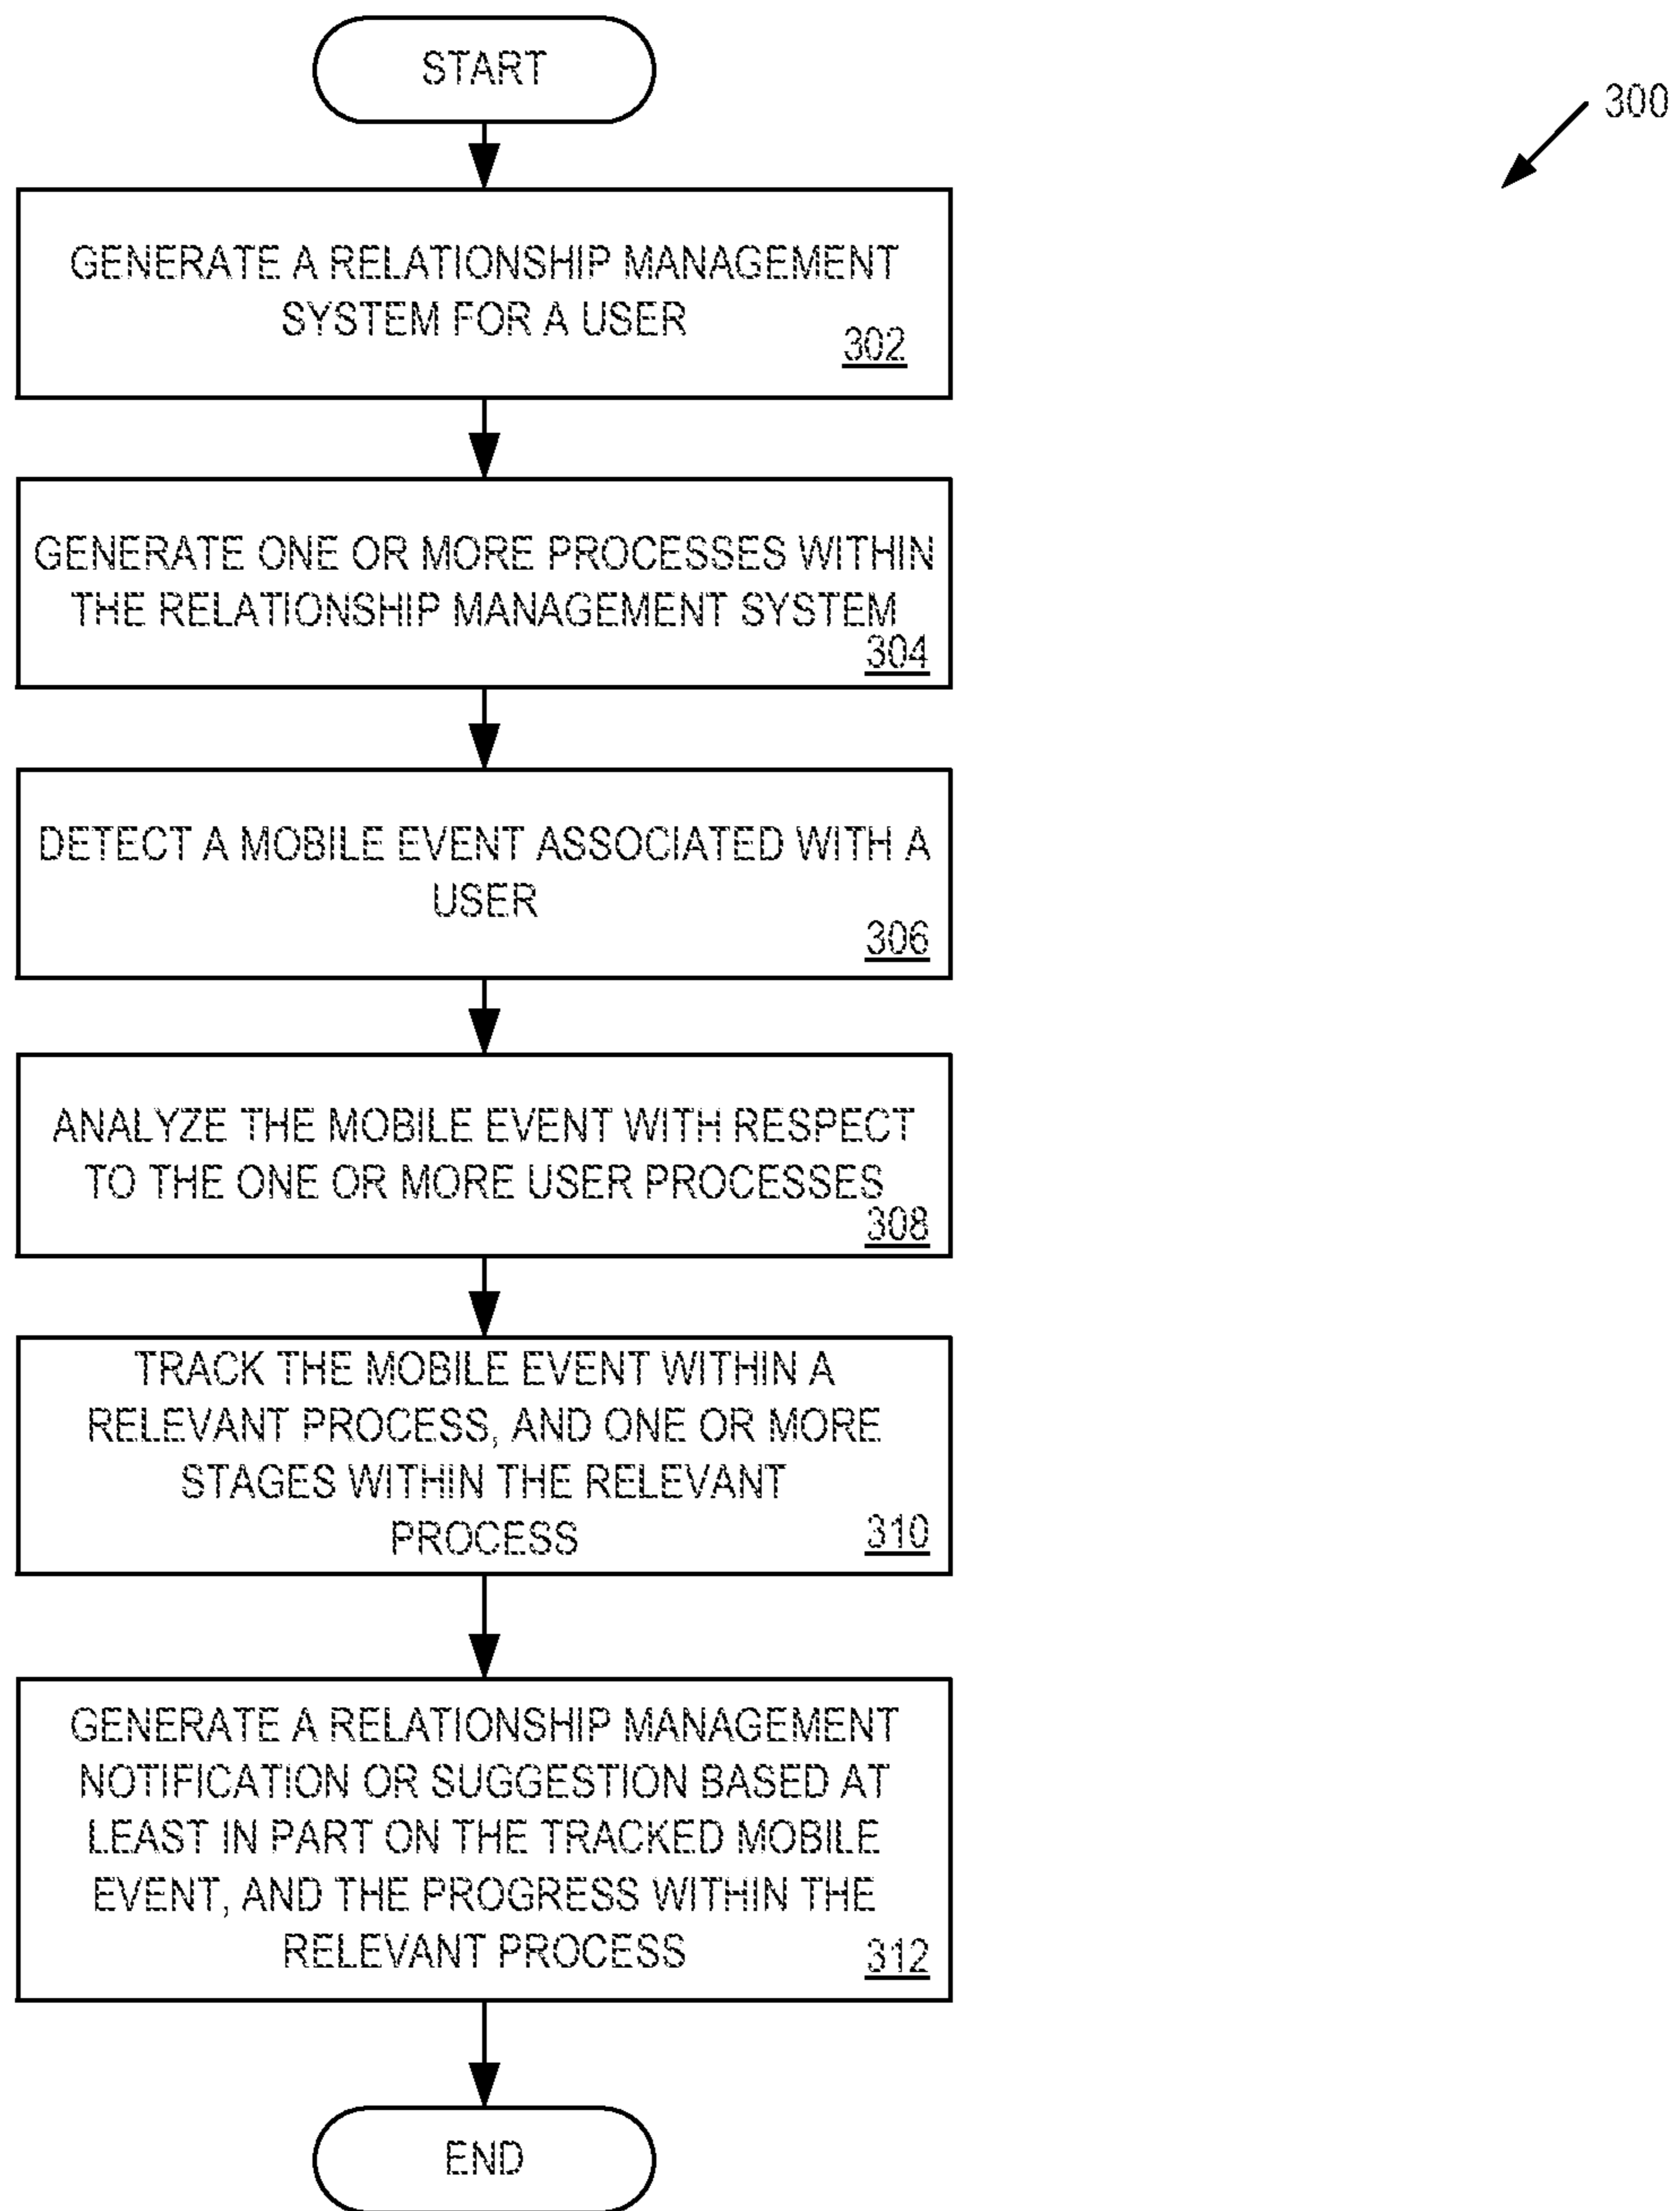 START
300
GENERATE A RELATIONSHIP MANAGEMENT
SYSTEM FOR A USER
302
GENERATE ONE OR MORE PROCESSES WITHIN
THE RELATIONSHIP MANAGEMENT SYSTEM
304
DETECT A MOBILE EVENT ASSOCIATED WITH A
USER
306
ANALYZE THE MOBILE EVENT WITH RESPECT
TO THE ONE OR MORE USER PROCESSES
308
TRACK THE MOBILE EVENT WITHIN A
RELEVANT PROCESS, AND ONE OR MORE
STAGES WITHIN THE RELEVANT
PROCESS
310
GENERATE A RELATIONSHIP MANAGEMENT
NOTIFICATION OR SUGGESTION BASED AT
LEAST IN PART ON THE TRACKED MOBILE
EVENT, AND THE PROGRESS WITHIN THE
RELEVANT PROCESS
312
END